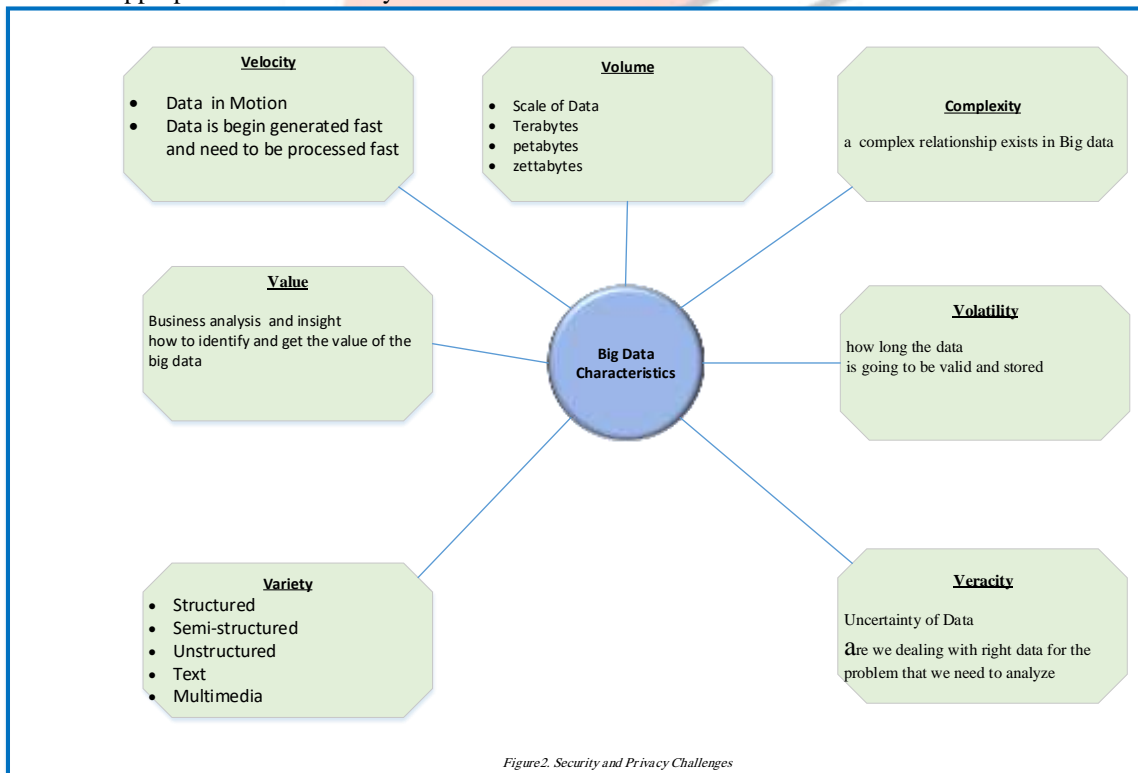 Velocity
• Data in Motion
• Data is begin generated fast
and need to be processed fast
Volume
• Scale of Data
• Terabytes
• petabytes
• zettabytes
Complexity
a complex relationship exists in Big data
Value
Business analysis and insight
how to identify and get the value of the
big data
Big Data
Characteristics
Volatility
how long the data
is going to be valid and stored
Variety
• Structured
• Semi-structured
• Unstructured
• Text
• Multimedia
Veracity
Uncertainty of Data
are we dealing with right data for the
problem that we need to analyze
Figure2. Security and Privacy Challenges